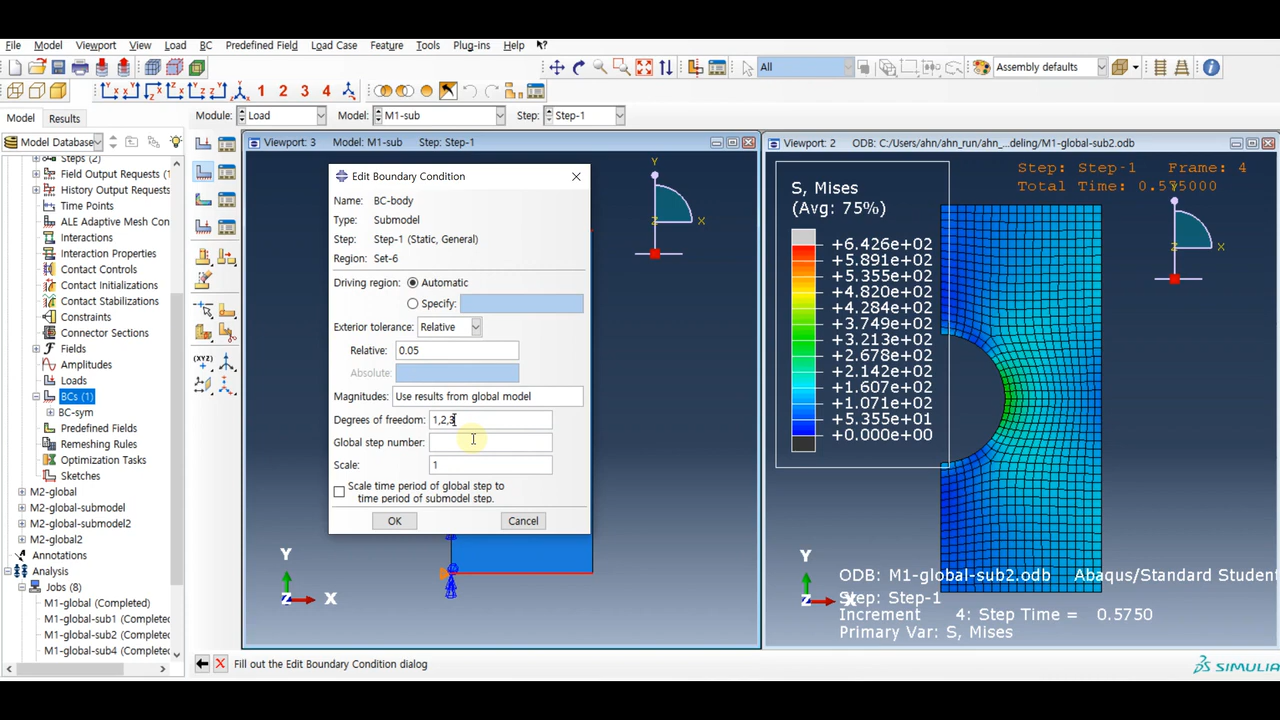 File Model Viewport View Load BC Predefined Field Load Case Feature Tools Plug-ins Help
All
Assembly defaults
1 2 3 4
Model Results
Module: Load Model: M1-sub Step: Step-1
Model Database
Steps (2)
Field Output Requests (1
History Output Requests
Time Points
ALE Adaptive Mesh Con
Interactions
Interaction Properties
Contact Controls
Contact Initializations
Contact Stabilizations
Constraints
Connector Sections
Fields
Amplitudes
Loads
BCs (1)
BC-sym
Predefined Fields
Remeshing Rules
Optimization Tasks
Sketches
M2-global
M2-global-submodel
M2-global-submodel2
M2-global2
Annotations
Analysis
Jobs (8)
M1-global (Completed)
M1-global-sub1 (Complete
M1-global-sub2 (Complete
M1-global-sub4 (Complete
Viewport: 3 Model: M1-sub Step: Step-1
Y
X
Z
Edit Boundary Condition
Name: BC-body
Type: Submodel
Step: Step-1 (Static, General)
Region: Set-6
Driving region: Automatic
Specify:
Exterior tolerance: Relative
Relative: 0.05
Absolute:
Magnitudes: Use results from global model
Degrees of freedom: 1,2,3
Global step number:
Scale: 1
Scale time period of global step to
time period of submodel step.
OK Cancel
Y
Z X
Fill out the Edit Boundary Condition dialog
Viewport: 2 ODB: C:/Users/ahn/ahn_run/ahn_...deling/M1-global-sub2.odb
Step: Step-1 Frame: 4
Total Time: 0.575000
Y
X
Z
S, Mises
(Avg: 75%)
+6.426e+02
+5.891e+02
+5.355e+02
+4.820e+02
+4.284e+02
+3.749e+02
+3.213e+02
+2.678e+02
+2.142e+02
+1.071e+02
+5.355e+01
+0.000e+00
Y
Z X
ODB: M1-global-sub2.odb Abaqus/Standard Student
Step: Step-1
Increment 4: Step Time = 0.5750
Primary Var: S, Mises
SIMULIA